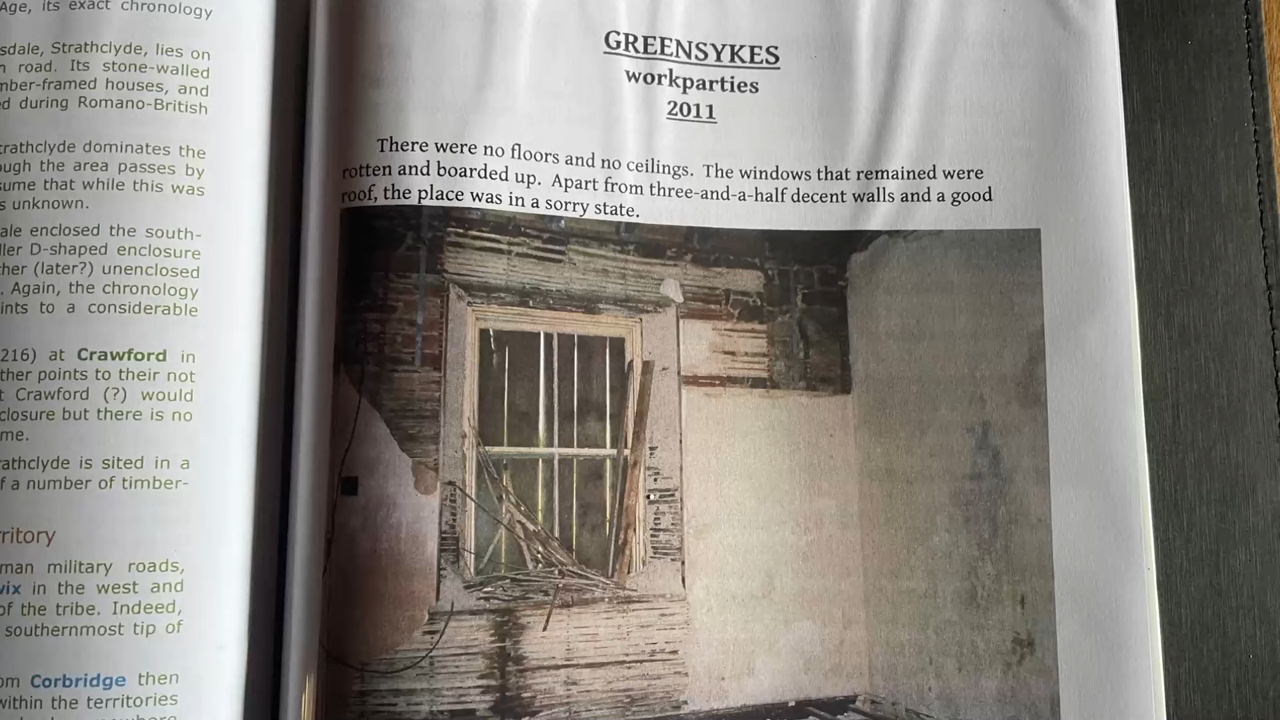 Age, its exact chronology
sdale, Strathclyde, lies on
road. Its stone-walled
mber-framed houses, and
ed during Romano-British
trathclyde dominates the
ough the area passes by
sume that while this was
s unknown.
ale enclosed the south-
ller D-shaped enclosure
ther (later?) unenclosed
. Again, the chronology
ints to a considerable
216) at Crawford in
ther points to their not
t Crawford (?) would
closure but there is no
me.
rathclyde is sited in a
f a number of timber-
rritory
man military roads,
vix in the west and
of the tribe. Indeed,
southernmost tip of
om Corbridge then
within the territories
GREENSYKES
workparties
2011
There were no floors and no ceilings. The windows that remained were
rotten and boarded up. Apart from three-and-a-half decent walls and a good
roof, the place was in a sorry state.